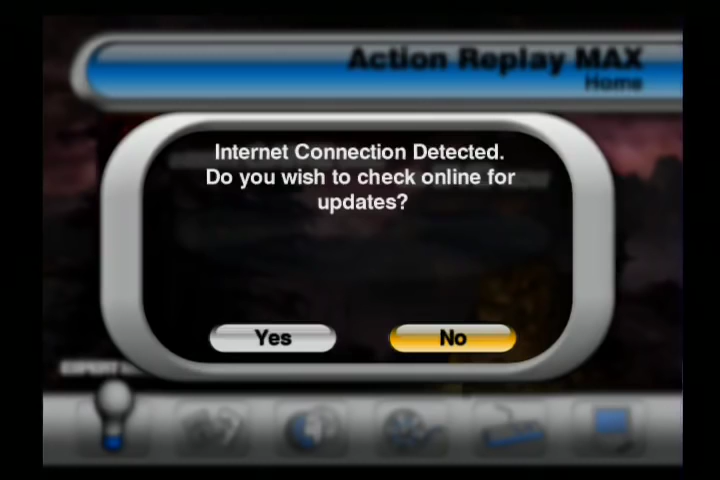 Action Replay MAX
Home
Internet Connection Detected.
Do you wish to check online for
updates?
Yes
No